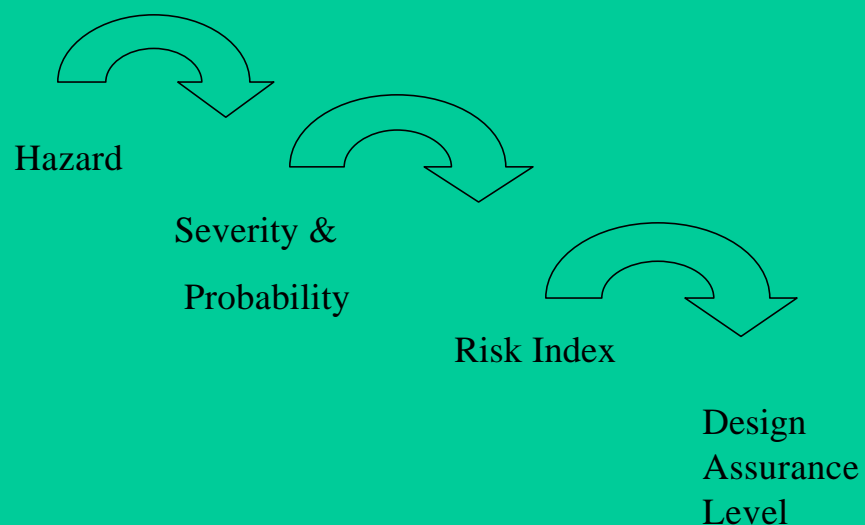 Hazard
Severity &
Probability
Risk Index
Design
Assurance
Level